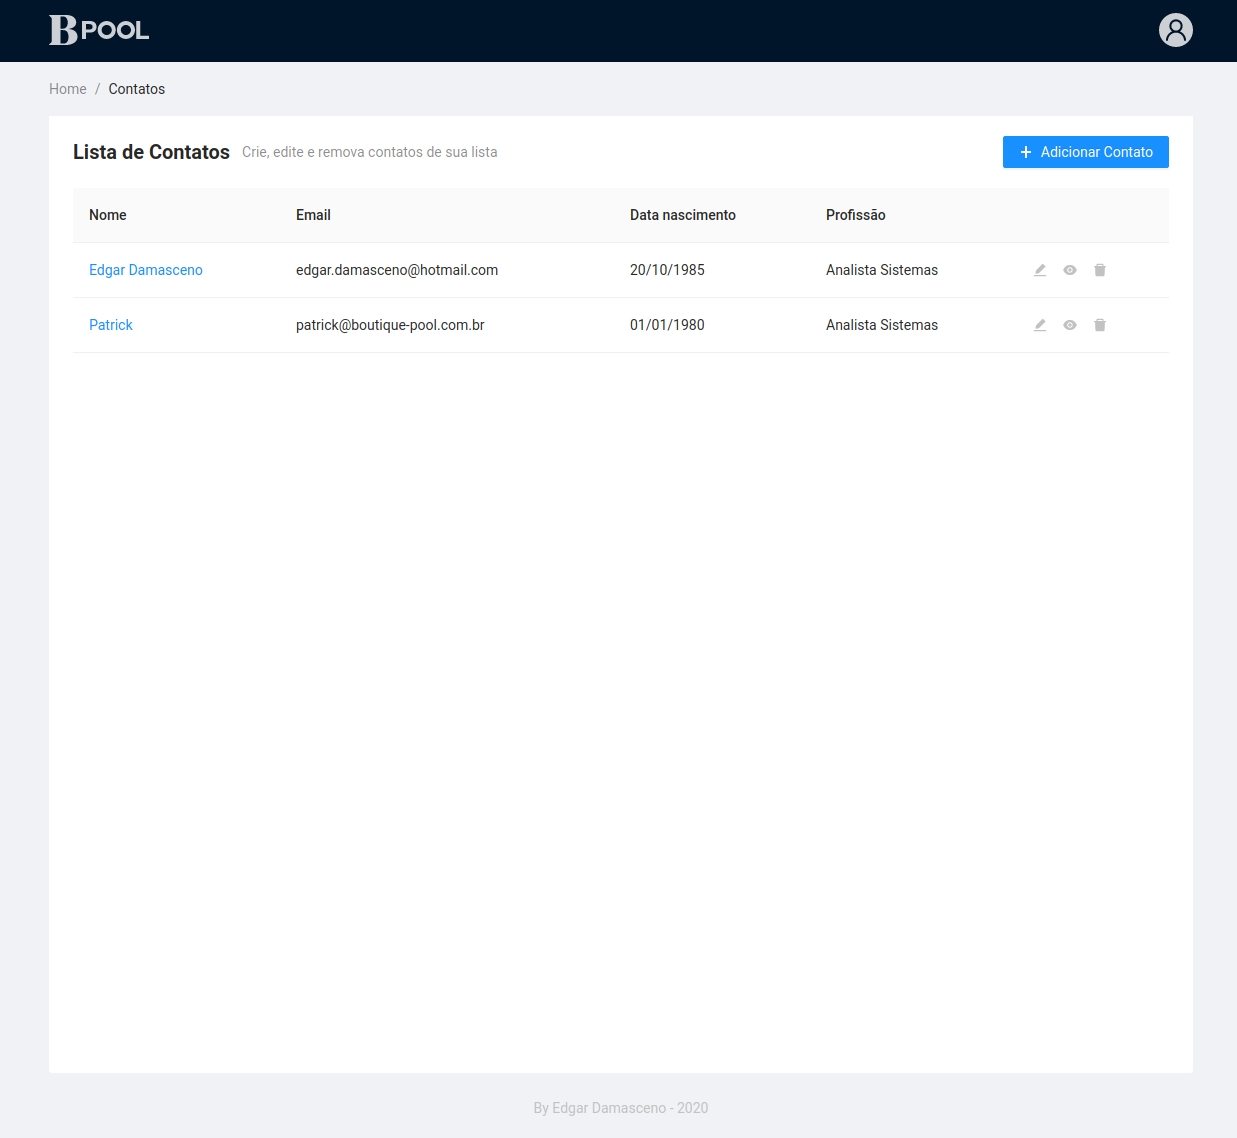 B POOL
Home / Contatos
Lista de Contatos Crie, edite e remova contatos de sua lista + Adicionar Contato
Nome Email Data nascimento Profissão
Edgar Damasceno edgar.damasceno@hotmail.com 20/10/1985 Analista Sistemas
Patrick patrick@boutique-pool.com.br 01/01/1980 Analista Sistemas
By Edgar Damasceno - 2020